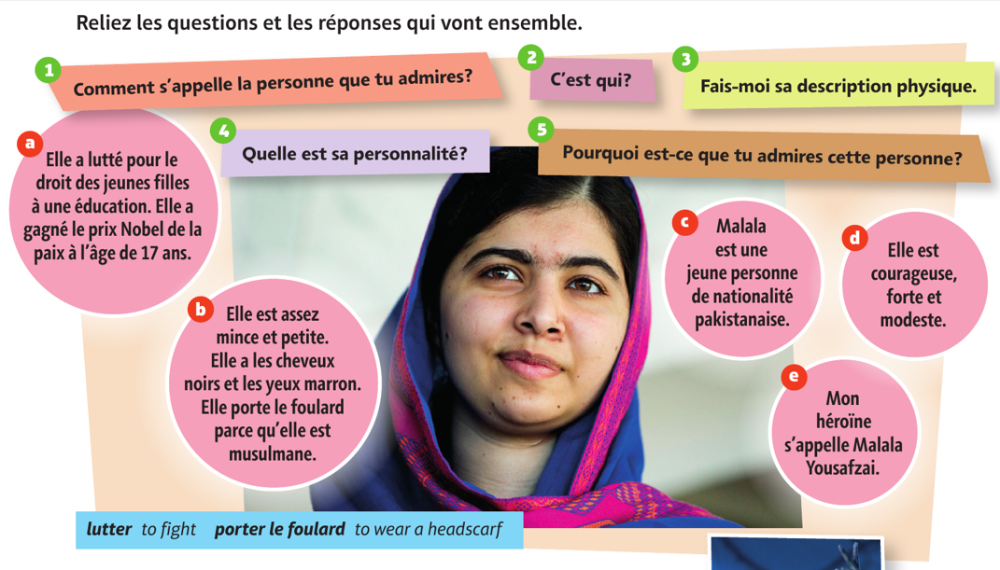 Reliez les questions et les réponses qui vont ensemble.
1
Comment s'appelle la personne que tu admires?
2
C'est qui?
3
Fais-moi sa description physique.
4
Quelle est sa personnalité?
5
Pourquoi est-ce que tu admires cette personne?
a
Elle a lutté pour le
droit des jeunes filles
à une éducation. Elle a
gagné le prix Nobel de la
paix à l'âge de 17 ans.
b
Elle est assez
mince et petite.
Elle a les cheveux
noirs et les yeux marron.
Elle porte le foulard
parce qu'elle est
musulmane.
c
Malala
est une
jeune personne
de nationalité
pakistanaise.
d
Elle est
courageuse,
forte et
modeste.
e
Mon
héroïne
s'appelle Malala
Yousafzai.
lutter to fight porter le foulard to wear a headscarf